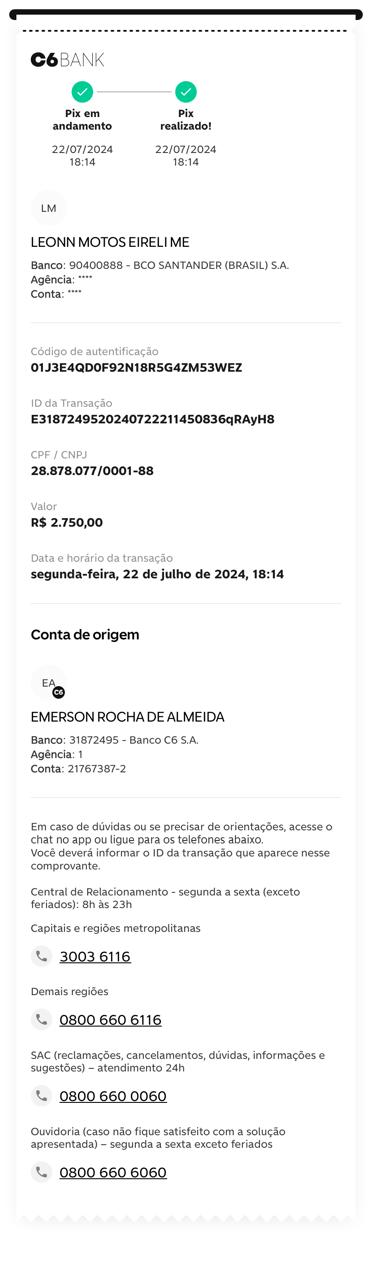 C6BANK
Pix em
andamento
22/07/2024
18:14
Pix
realizado!
22/07/2024
18:14
LM
LEONN MOTOS EIRELI ME
Banco: 90400888 - BCO SANTANDER (BRASIL) S.A.
Agência: ****
Conta: ****
Código de autentificação
01J3E4QD0F92N18R5G4ZM53WEZ
ID da Transação
E31872495202407222211450836qRAyH8
CPF / CNPJ
28.878.077/0001-88
Valor
R$ 2.750,00
Data e horário da transação
segunda-feira, 22 de julho de 2024, 18:14
Conta de origem
EA
C6
EMERSON ROCHA DE ALMEIDA
Banco: 31872495 - Banco C6 S.A.
Agência: 1
Conta: 21767387-2
Em caso de dúvidas ou se precisar de orientações, acesse o
chat no app ou ligue para os telefones abaixo.
Você deverá informar o ID da transação que aparece nesse
comprovante.
Central de Relacionamento - segunda a sexta (exceto
feriados): 8h às 23h
Capitais e regiões metropolitanas
3003 6116
Demais regiões
0800 660 6116
SAC (reclamações, cancelamentos, dúvidas, informações e
sugestões) – atendimento 24h
0800 660 0060
Ouvidoria (caso não fique satisfeito com a solução
apresentada) – segunda a sexta exceto feriados
0800 660 6060